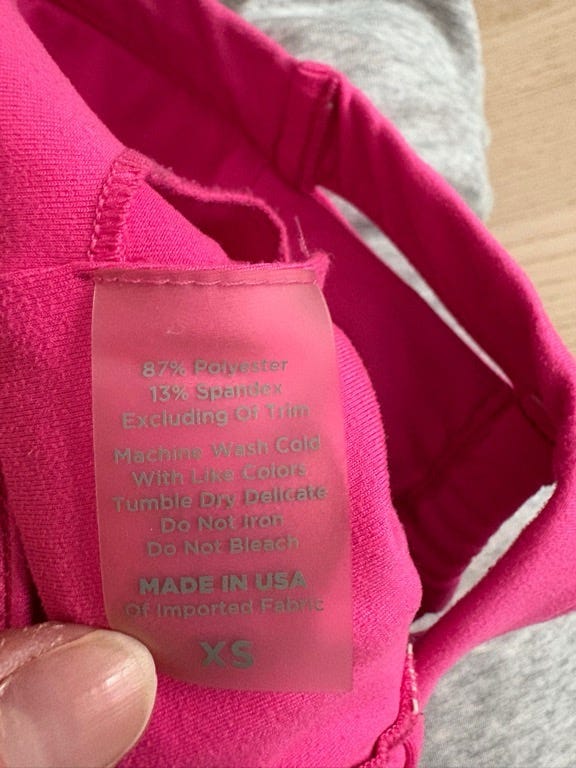 87% Polyester
13% Spandex
Excluding Of Trim
Machine Wash Cold
With Like Colors
Tumble Dry Delicate
Do Not Iron
Do Not Bleach
MADE IN USA
Of Imported Fabric
XS